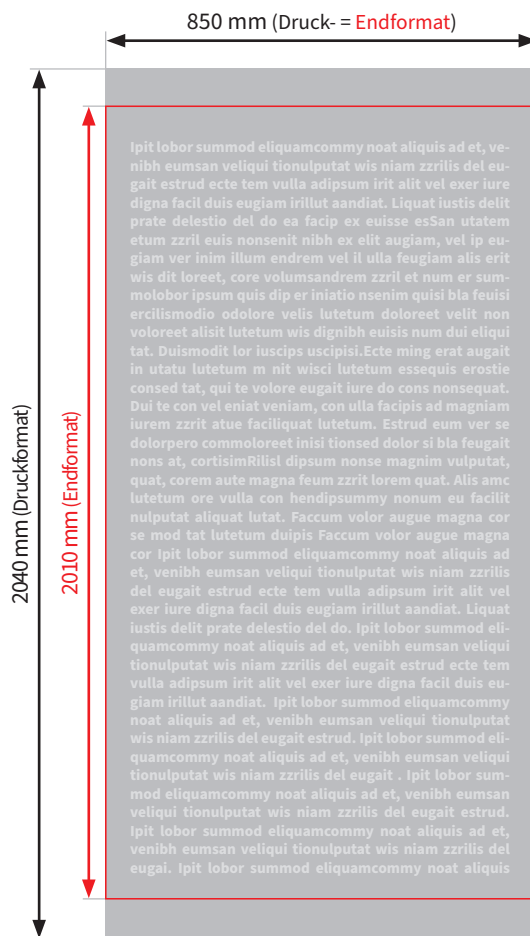 850 mm (Druck- = Endformat)
2040 mm (Druckformat)
2010 mm (Endformat)
Ipit lobor summod eliquamcommy noat aliquis ad et, ve-
nibh eumsan veliqui tionulputat wis niam zzrilis del eu-
gait estrud ecte tem vulla adipsum irit alit vel exer iure
digna facil duis eugiam irillut aandiat. Liquat iustis delit
prate delestio del do ea facip ex euisse esSan utatem
etum zzril euis nonsenit nibh ex elit augiam, vel ip eu-
giam ver inim illum endrem vel il ulla feugiam alis erit
wis dit loreet, core volumsandrem zzril et num er sum-
molobor ipsum quis dip er iniatio nsenim quisi bla feuisi
ercilismodio odolore velis lutetum doloreet velit non
voloreet alisit lutetum wis dignibh euisis num dui eliqui
tat. Duismodit lor iuscips uscipisi.Ecte ming erat augait
in utatu lutetum m nit wisci lutetum essequis erostie
consed tat, qui te volore eugait iure do cons nonsequat.
Dui te con vel eniat veniam, con ulla facipis ad magniam
iurem zzrit atue faciliquat lutetum. Estrud eum ver se
dolorpero commoloreet inisi tionsed dolor si bla feugait
nons at, cortisimRilisl dipsum nonse magnim vulputat,
quat, corem aute magna feum zzrit lorem quat. Alis am,
lutetum ore vulla con hendipsummy nonum eu facilit
nulputat aliquat lutat. Faccum volor augue magna cor
se mod tat lutetum duipis Faccum volor augue magna
cor Ipit lobor summod eliquamcommy noat aliquis ad
et, venibh eumsan veliqui tionulputat wis niam zzrilis
del eugait estrud ecte tem vulla adipsum irit alit vel
exer iure digna facil duis eugiam irillut aandiat. Liquat
iustis delit prate delestio del do. Ipit lobor summod eli-
quamcommy noat aliquis ad et, venibh eumsan veliqui
tionulputat wis niam zzrilis del eugait estrud ecte tem
vulla adipsum irit alit vel exer iure digna facil duis eu-
giam irillut aandiat. Ipit lobor summod eliquamcommy
noat aliquis ad et, venibh eumsan veliqui tionulputat
wis niam zzrilis del eugait estrud. Ipit lobor summod eli-
quamcommy noat aliquis ad et, venibh eumsan veliqui
tionulputat wis niam zzrilis del eugait . Ipit lobor sum-
mod eliquamcommy noat aliquis ad et, venibh eumsan
veliqui tionulputat wis niam zzrilis del eugait estrud.
Ipit lobor summod eliquamcommy noat aliquis ad et,
venibh eumsan veliqui tionulputat wis niam zzrilis del
eugai. Ipit lobor summod eliquamcommy noat aliquis